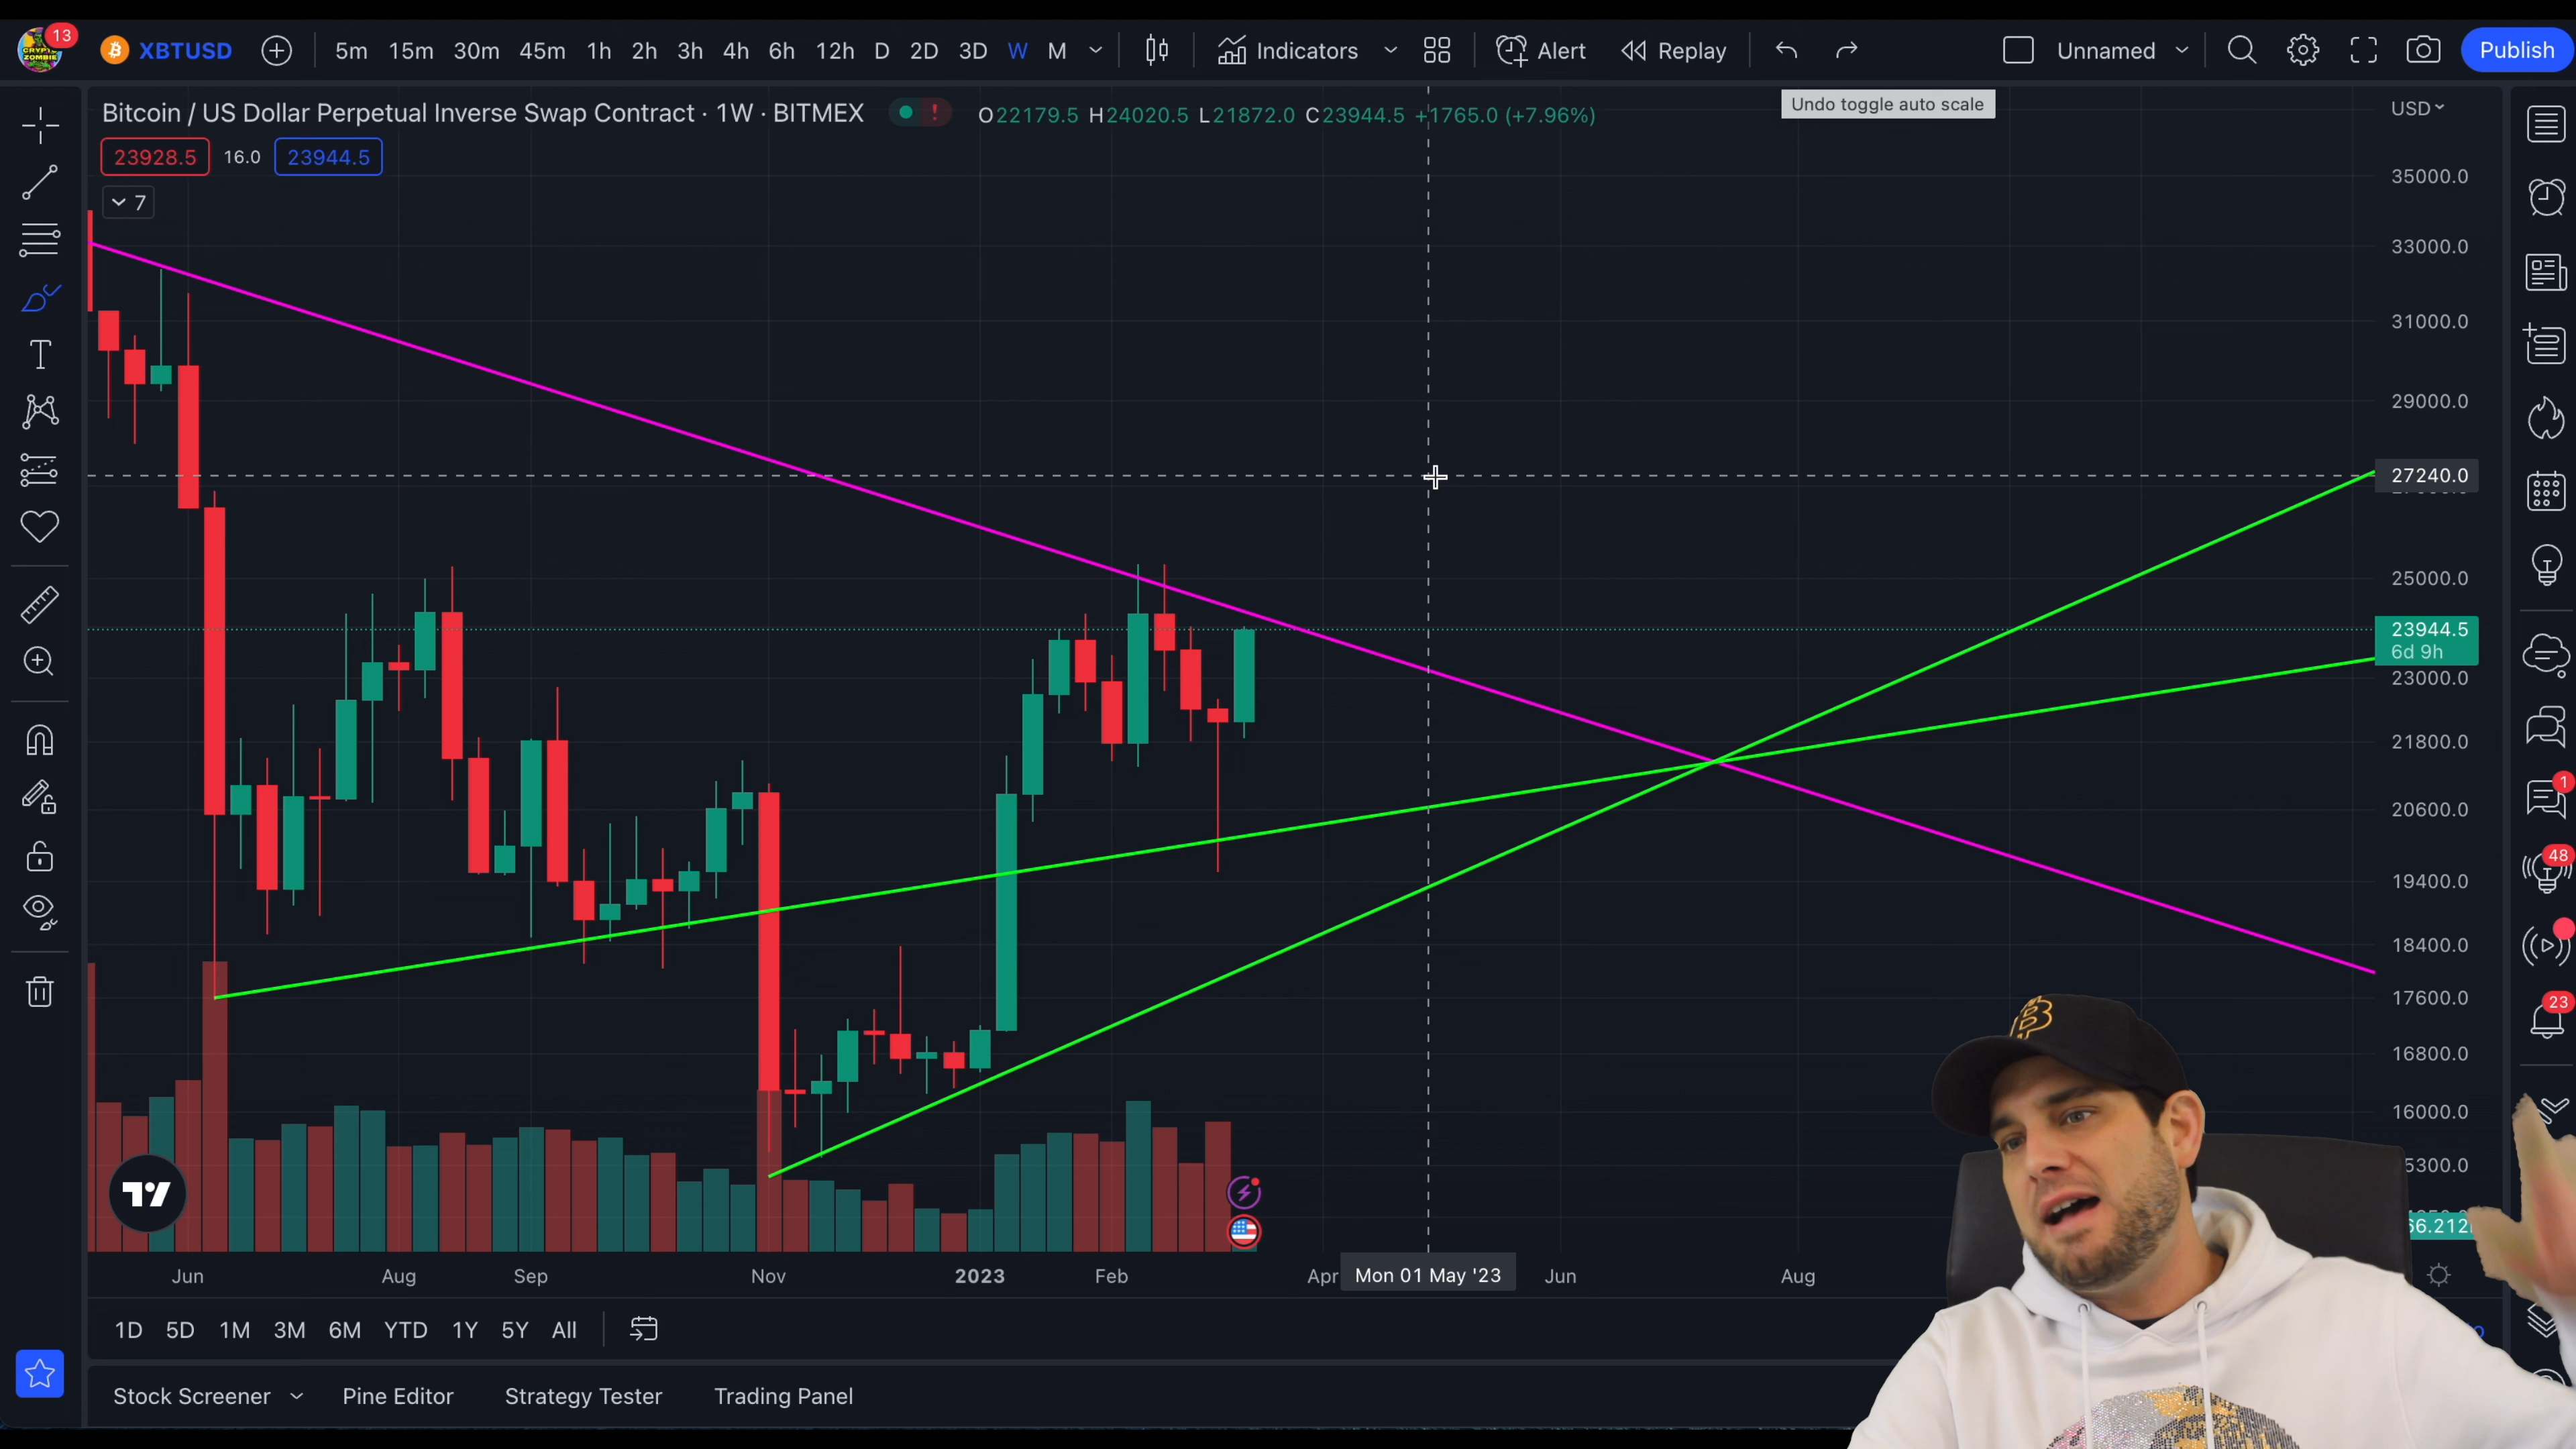 CRYPTO
ZOMBIE
13
XBTUSD
5m 15m 30m 45m 1h 2h 3h 4h 6h 12h D 2D 3D W M
Indicators
Alert
Replay
Unnamed
Publish
Undo toggle auto scale
Bitcoin / US Dollar Perpetual Inverse Swap Contract · 1W · BITMEX
O22179.5 H24020.5 L21872.0 C23944.5 +1765.0 (+7.96%)
USD
23928.5 16.0 23944.5
7
35000.0
33000.0
31000.0
29000.0
27240.0
25000.0
23944.5
6d 9h
23000.0
21800.0
20600.0
19400.0
18400.0
17600.0
16800.0
16000.0
5300.0
66.212
1
48
23
Jun Aug Sep Nov 2023 Feb Apr Mon 01 May '23 Jun Aug
1D 5D 1M 3M 6M YTD 1Y 5Y All
Stock Screener Pine Editor Strategy Tester Trading Panel